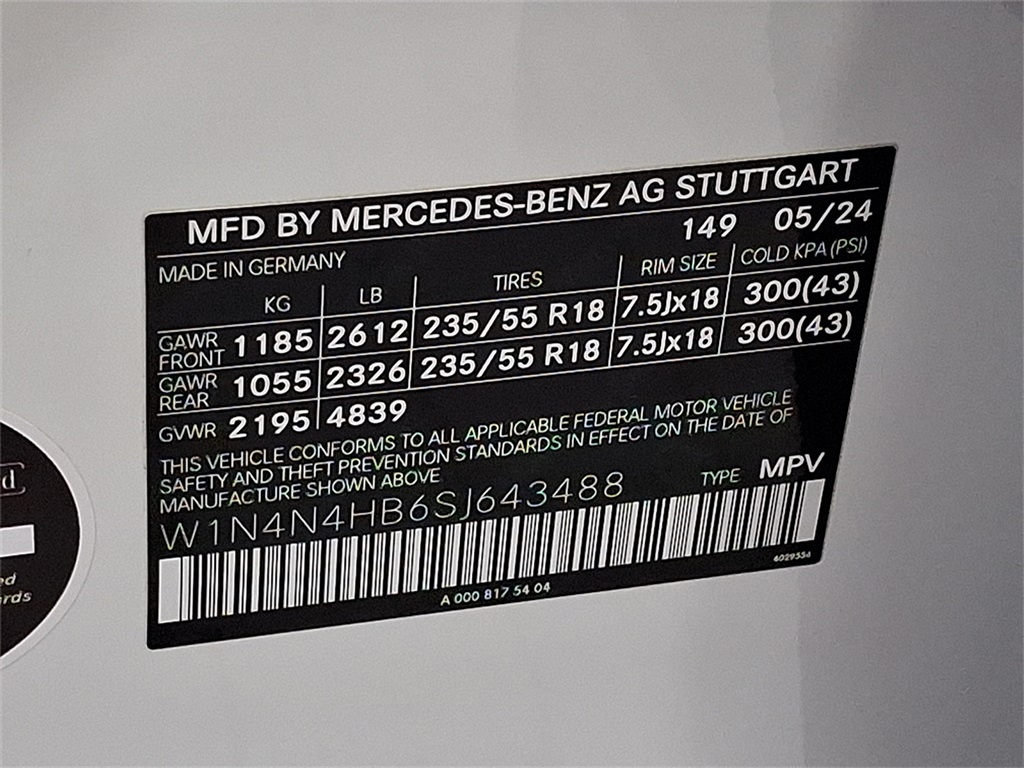 MFD BY MERCEDES-BENZ AG STUTTGART
149 05/24
MADE IN GERMANY
KG LB TIRES RIM SIZE COLD KPA (PSI)
GAWR FRONT 1185 2612 235/55 R18 7.5Jx18 300(43)
GAWR REAR 1055 2326 235/55 R18 7.5Jx18 300(43)
GVWR 2195 4839
THIS VEHICLE CONFORMS TO ALL APPLICABLE FEDERAL MOTOR VEHICLE
SAFETY AND THEFT PREVENTION STANDARDS IN EFFECT ON THE DATE OF
MANUFACTURE SHOWN ABOVE
W1N4N4HB6SJ643488 TYPE MPV
A 000 817 54 04